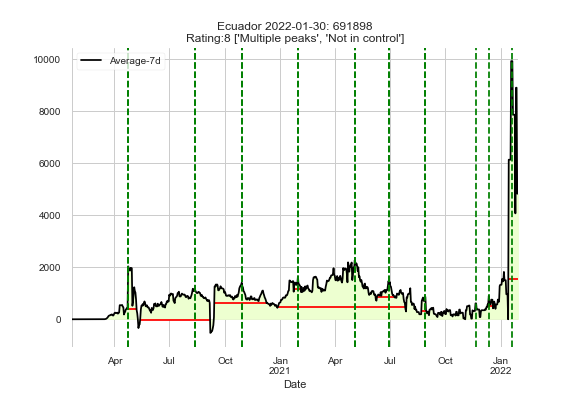 Ecuador 2022-01-30: 691898
Rating:8 ['Multiple peaks', 'Not in control']
Average-7d
10000
8000
6000
4000
2000
0
Apr Jul Oct Jan Apr Jul Oct Jan
2021 2022
Date